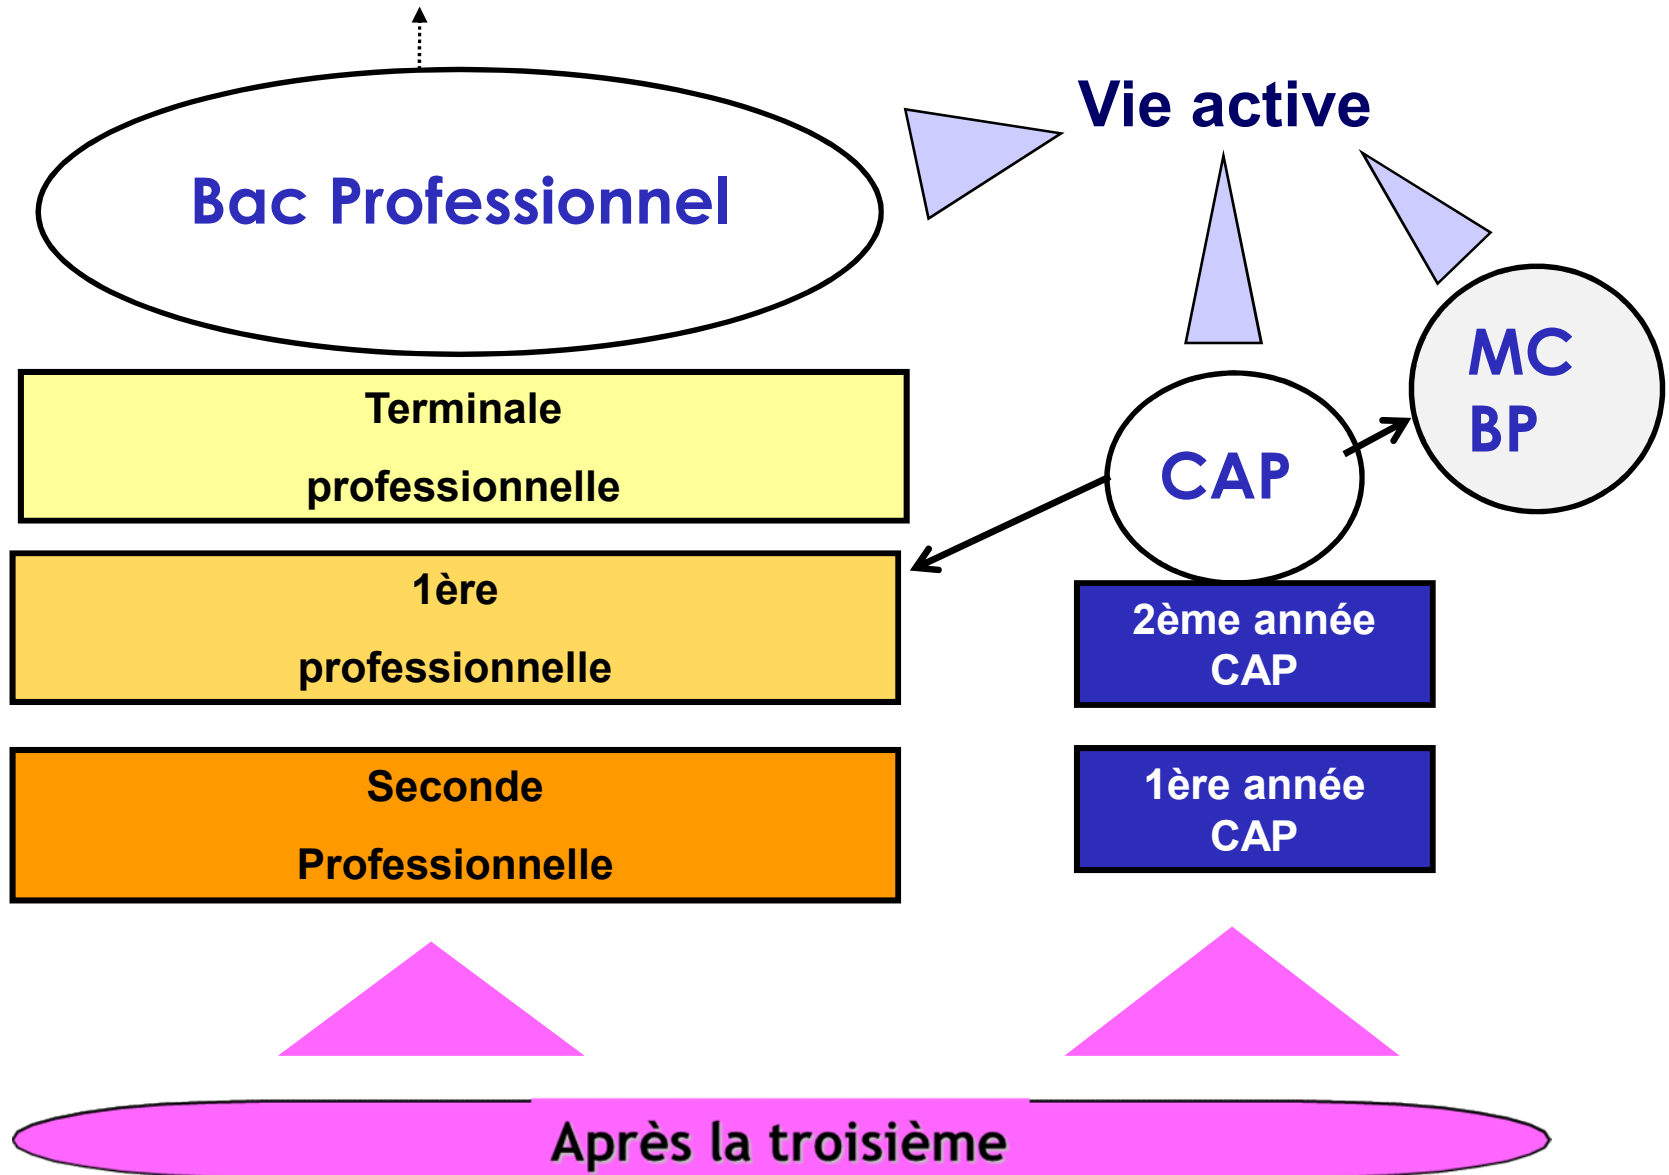 Vie active
Bac Professionnel
MC
BP
Terminale
professionnelle
CAP
1ère
professionnelle
2ème année
CAP
Seconde
Professionnelle
1ère année
CAP
Après la troisième